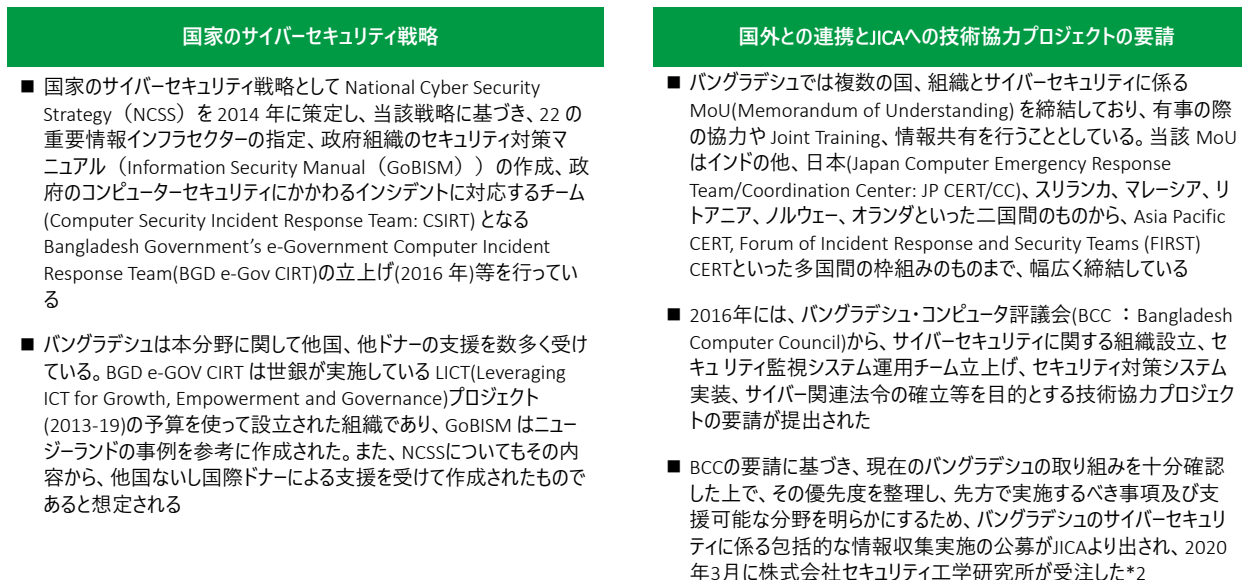 国家のサイバーセキュリティ戦略
■ 国家のサイバーセキュリティ戦略として National Cyber Security
Strategy（NCSS）を 2014 年に策定し、当該戦略に基づき、22 の
重要情報インフラセクターの指定、政府組織のセキュリティ対策マ
ニュアル（Information Security Manual（GoBISM））の作成、政
府のコンピューターセキュリティにかかわるインシデントに対応するチーム
(Computer Security Incident Response Team: CSIRT) となる
Bangladesh Government’s e-Government Computer Incident
Response Team(BGD e-Gov CIRT)の立上げ(2016 年)等を行ってい
る
■ バングラデシュは本分野に関して他国、他ドナーの支援を数多く受け
ている。BGD e-GOV CIRT は世銀が実施している LICT(Leveraging
ICT for Growth, Empowerment and Governance)プロジェクト
(2013-19)の予算を使って設立された組織であり、GoBISM はニュー
ジーランドの事例を参考に作成された。また、NCSSについてもその内
容から、他国ないし国際ドナーによる支援を受けて作成されたもので
あると想定される
国外との連携とJICAへの技術協力プロジェクトの要請
■ バングラデシュでは複数の国、組織とサイバーセキュリティに係る
MoU(Memorandum of Understanding) を締結しており、有事の際
の協力や Joint Training、情報共有を行うこととしている。当該 MoU
はインドの他、日本(Japan Computer Emergency Response
Team/Coordination Center: JP CERT/CC)、スリランカ、マレーシア、リ
トアニア、ノルウェー、オランダといった二国間のものから、Asia Pacific
CERT, Forum of Incident Response and Security Teams (FIRST)
CERTといった多国間の枠組みのものまで、幅広く締結している
■ 2016年には、バングラデシュ・コンピュータ評議会(BCC ：Bangladesh
Computer Council)から、サイバーセキュリティに関する組織設立、セ
キュリティ監視システム運用チーム立上げ、セキュリティ対策システム
実装、サイバー関連法令の確立等を目的とする技術協力プロジェク
トの要請が提出された
■ BCCの要請に基づき、現在のバングラデシュの取り組みを十分確認
した上で、その優先度を整理し、先方で実施するべき事項及び支
援可能な分野を明らかにするため、バングラデシュのサイバーセキュリ
ティに係る包括的な情報収集実施の公募がJICAより出され、2020
年3月に株式会社セキュリティ工学研究所が受注した*2